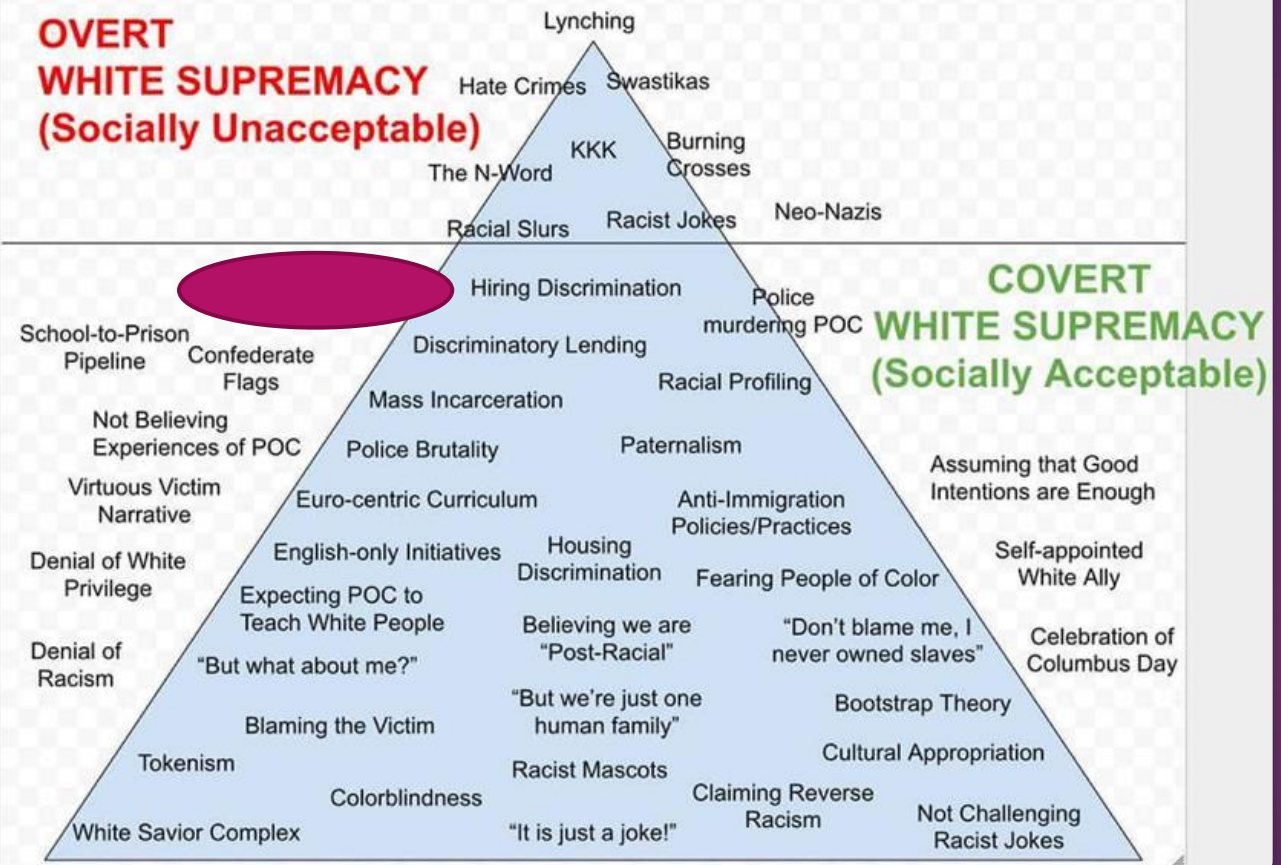 OVERT
WHITE SUPREMACY
(Socially Unacceptable)
Lynching
Hate Crimes
Swastikas
KKK
Burning
Crosses
The N-Word
Neo-Nazis
Racial Slurs
Racist Jokes
COVERT
WHITE SUPREMACY
(Socially Acceptable)
Hiring Discrimination
Police
murdering POC
School-to-Prison
Pipeline
Confederate
Flags
Discriminatory Lending
Racial Profiling
Mass Incarceration
Not Believing
Experiences of POC
Police Brutality
Paternalism
Assuming that Good
Intentions are Enough
Virtuous Victim
Narrative
Euro-centric Curriculum
Anti-Immigration
Policies/Practices
Denial of White
Privilege
English-only Initiatives
Housing
Discrimination
Fearing People of Color
Self-appointed
White Ally
Expecting POC to
Teach White People
Believing we are
"Post-Racial"
“Don’t blame me, I
never owned slaves”
Celebration of
Columbus Day
Denial of
Racism
“But what about me?”
“But we’re just one
human family”
Bootstrap Theory
Blaming the Victim
Cultural Appropriation
Tokenism
Racist Mascots
Colorblindness
Claiming Reverse
Racism
Not Challenging
Racist Jokes
White Savior Complex
“It is just a joke!”